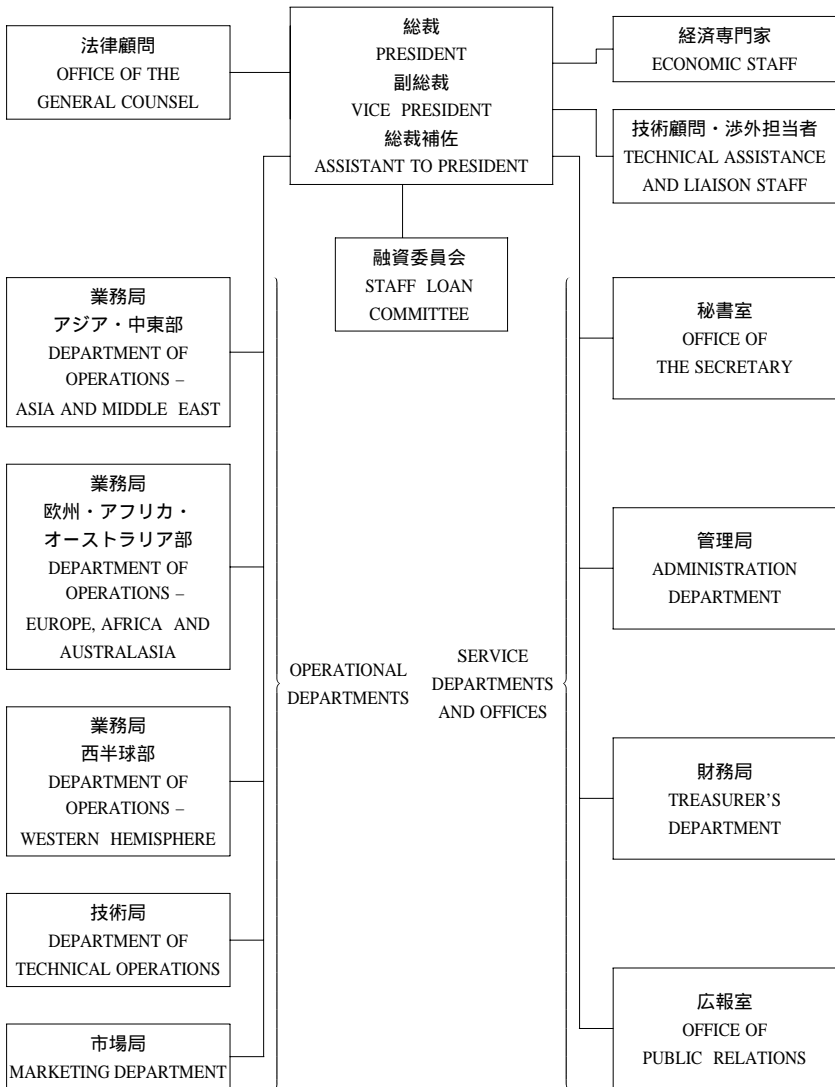 法律顧問
OFFICE OF THE
GENERAL COUNSEL
総裁
PRESIDENT
副総裁
VICE PRESIDENT
総裁補佐
ASSISTANT TO PRESIDENT
経済専門家
ECONOMIC STAFF
技術顧問・渉外担当者
TECHNICAL ASSISTANCE
AND LIAISON STAFF
融資委員会
STAFF LOAN
COMMITTEE
業務局
アジア・中東部
DEPARTMENT OF
OPERATIONS –
ASIA AND MIDDLE EAST
業務局
欧州・アフリカ・
オーストラリア部
DEPARTMENT OF
OPERATIONS –
EUROPE, AFRICA AND
AUSTRALASIA
業務局
西半球部
DEPARTMENT OF
OPERATIONS –
WESTERN HEMISPHERE
技術局
DEPARTMENT OF
TECHNICAL OPERATIONS
市場局
MARKETING DEPARTMENT
OPERATIONAL
DEPARTMENTS
SERVICE
DEPARTMENTS
AND OFFICES
秘書室
OFFICE OF
THE SECRETARY
管理局
ADMINISTRATION
DEPARTMENT
財務局
TREASURER'S
DEPARTMENT
広報室
OFFICE OF
PUBLIC RELATIONS